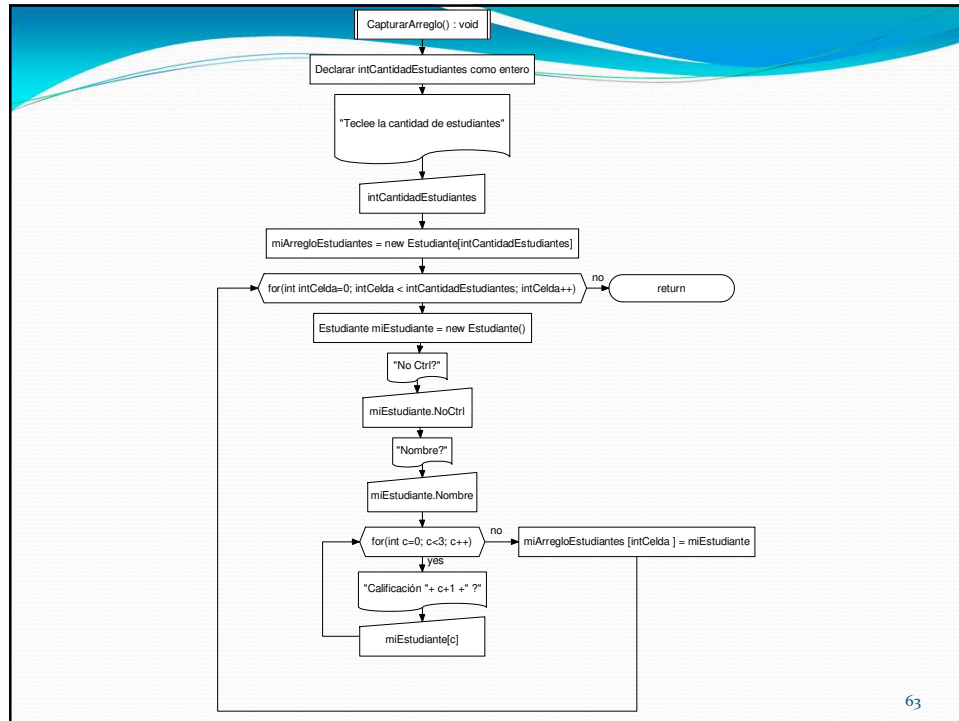 CapturarArreglo() : void
Declarar intCantidadEstudiantes como entero
"Teclee la cantidad de estudiantes"
intCantidadEstudiantes
miArregloEstudiantes = new Estudiante[intCantidadEstudiantes]
for(int intCelda=0; intCelda < intCantidadEstudiantes; intCelda++)
no
return
Estudiante miEstudiante = new Estudiante()
"No Ctrl?"
miEstudiante.NoCtrl
"Nombre?"
miEstudiante.Nombre
for(int c=0; c<3; c++)
no
miArregloEstudiantes [intCelda ] = miEstudiante
yes
"Calificación "+ c+1 +" ?"
miEstudiante[c]
63